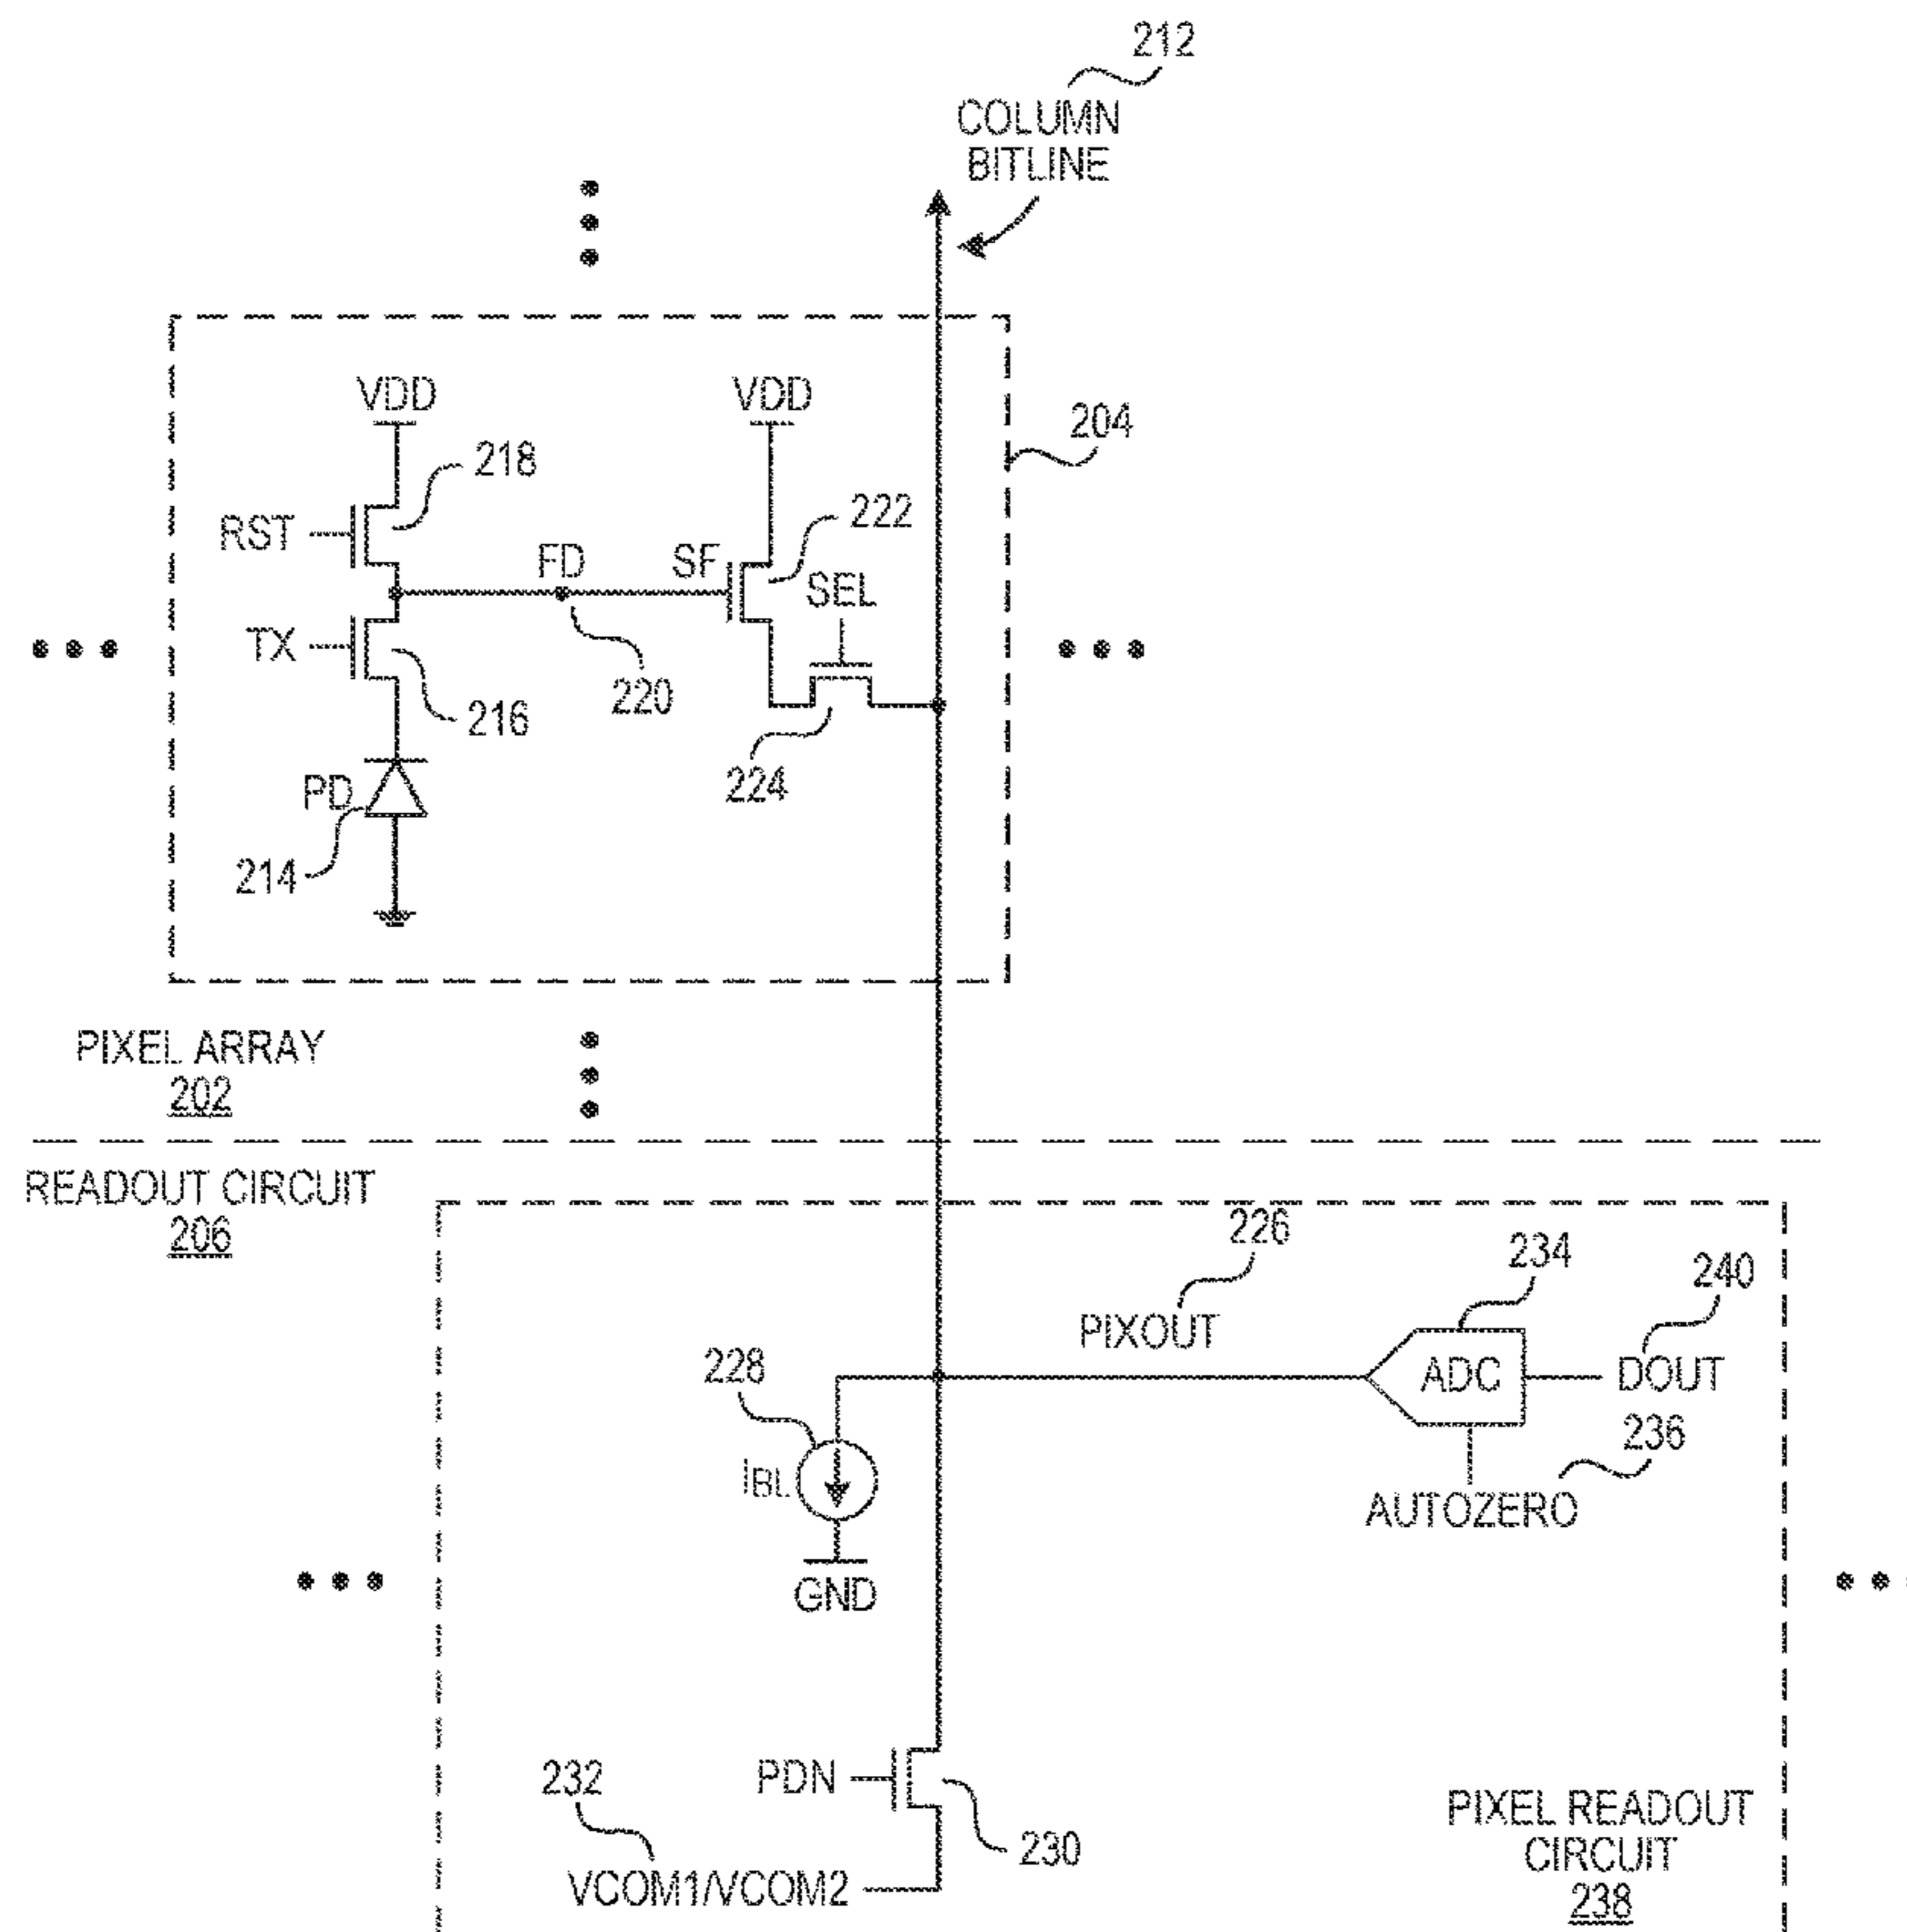 212
COLUMN
BITLINE
VDD
VDD
204
218
222
RST
FD
SF
SEL
TX
220
216
224
PD
214
PIXEL ARRAY
202
READOUT CIRCUIT
206
226
234
240
PIXOUT
228
ADC
DOUT
236
IBL
AUTOZERO
GND
232
PDN
230
PIXEL READOUT
CIRCUIT
238
VCOM1/VCOM2